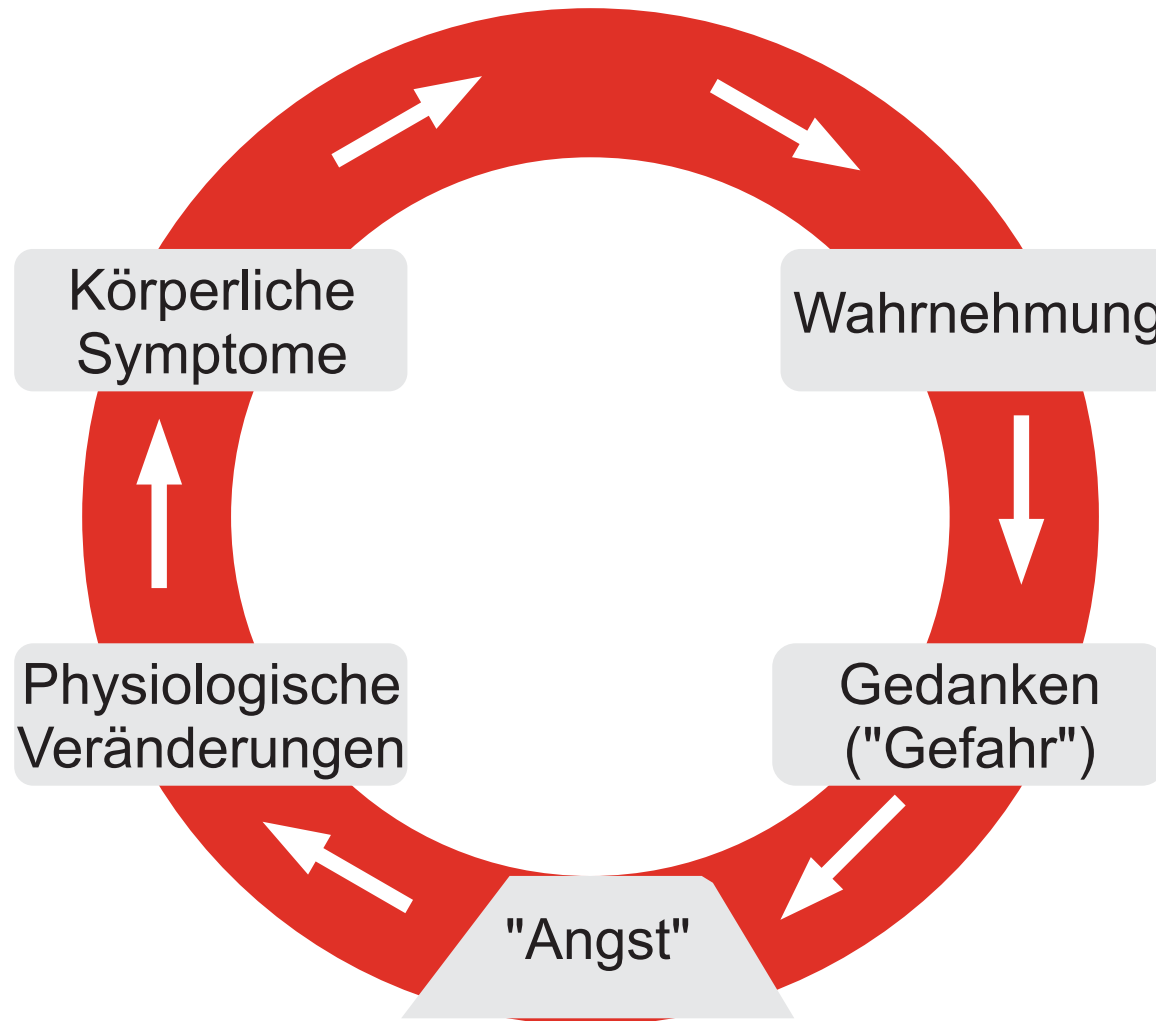 Körperliche
Symptome
Wahrnehmung
Physiologische
Veränderungen
Gedanken
("Gefahr")
"Angst"